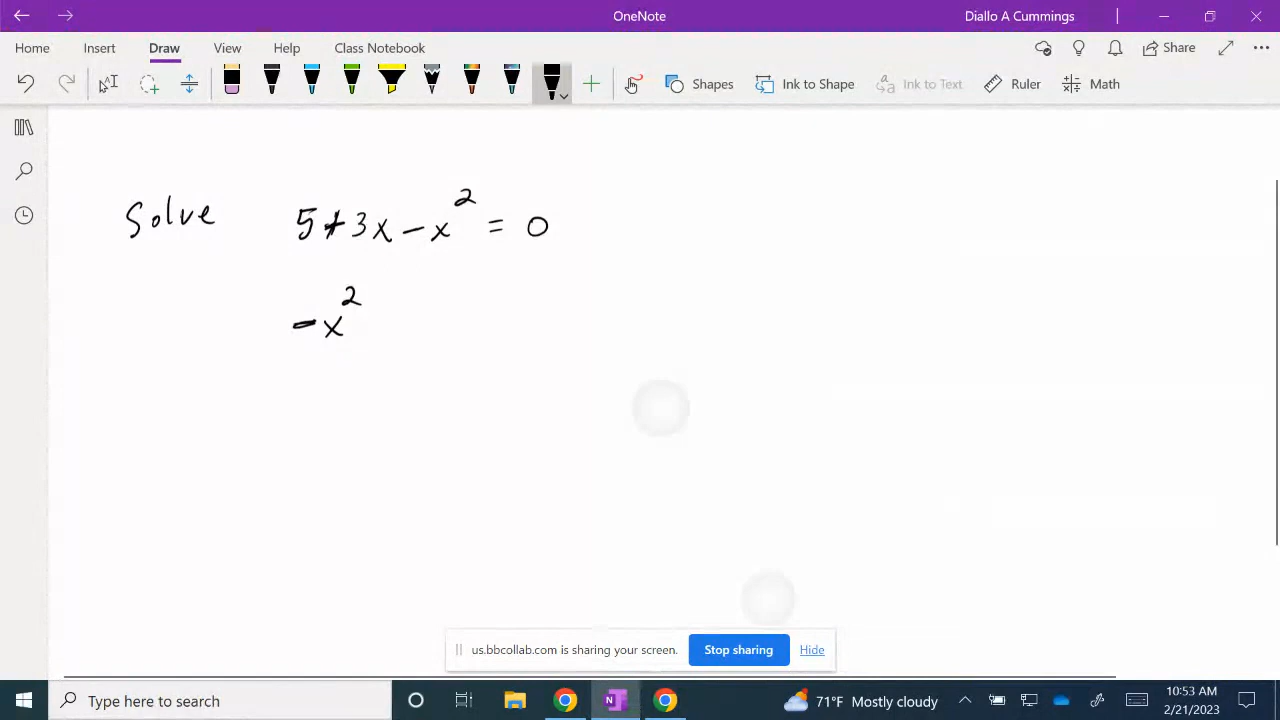 OneNote
Diallo A Cummings
Home Insert Draw View Help Class Notebook Share
Shapes Ink to Shape Ink to Text Ruler Math
Solve 5+3x-x² = 0
-x²
us.bbcollab.com is sharing your screen. Stop sharing Hide
Type here to search
71°F Mostly cloudy
10:53 AM
2/21/2023